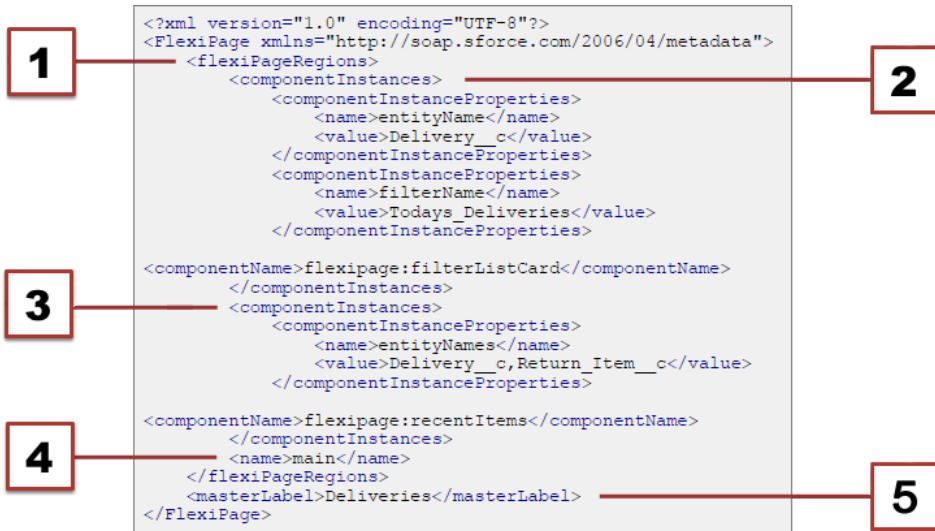 <?xml version="1.0" encoding="UTF-8"?>
<FlexiPage xmlns="http://soap.sforce.com/2006/04/metadata">
1 <flexiPageRegions>
<componentInstances> 2
<componentInstanceProperties>
<name>entityName</name>
<value>Delivery__c</value>
</componentInstanceProperties>
<componentInstanceProperties>
<name>filterName</name>
<value>Todays_Deliveries</value>
</componentInstanceProperties>
<componentName>flexipage:filterListCard</componentName>
</componentInstances>
3 <componentInstances>
<componentInstanceProperties>
<name>entityNames</name>
<value>Delivery__c,Return_Item__c</value>
</componentInstanceProperties>
<componentName>flexipage:recentItems</componentName>
</componentInstances>
4 <name>main</name>
</flexiPageRegions>
<masterLabel>Deliveries</masterLabel> 5
</FlexiPage>